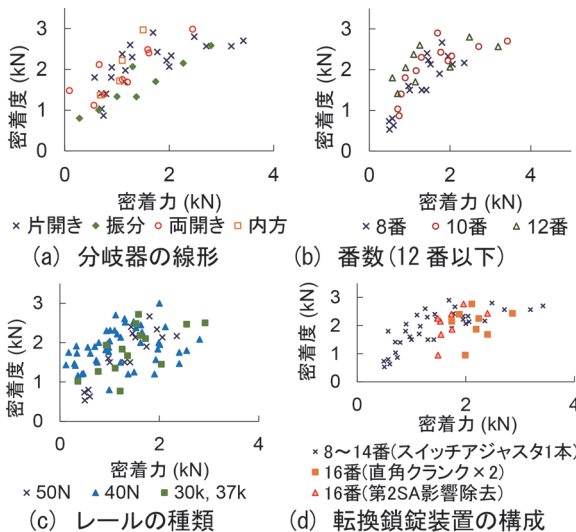 密着度 (kN)
3
2
1
0
0
2
4
密着力 (kN)
×片開き ◆振分 ○両開き □内方
(a) 分岐器の線形
密着度 (kN)
3
2
1
0
0
2
4
密着力 (kN)
×8番 ○10番 △12番
(b) 番数(12番以下)
密着度 (kN)
3
2
1
0
0
2
4
密着力 (kN)
×50N ▲40N ■30k, 37k
(c) レールの種類
密着度 (kN)
3
2
1
0
0
2
4
密着力 (kN)
×8～14番(スイッチアジャスタ1本)
■16番(直角クランク×2)
△16番(第2SA影響除去)
(d) 転換鎖錠装置の構成